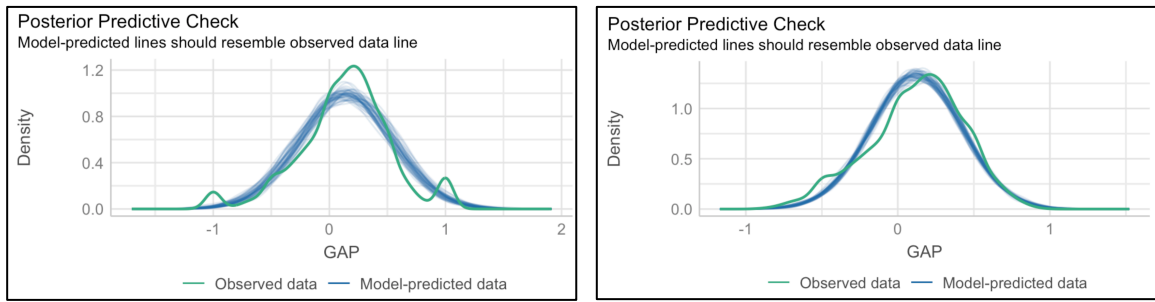 Posterior Predictive Check
Model-predicted lines should resemble observed data line
1.2
0.8
0.4
0.0
Density
-1
0
1
2
GAP
Observed data
Model-predicted data
Posterior Predictive Check
Model-predicted lines should resemble observed data line
1.0
0.5
0.0
Density
-1
0
1
GAP
Observed data
Model-predicted data